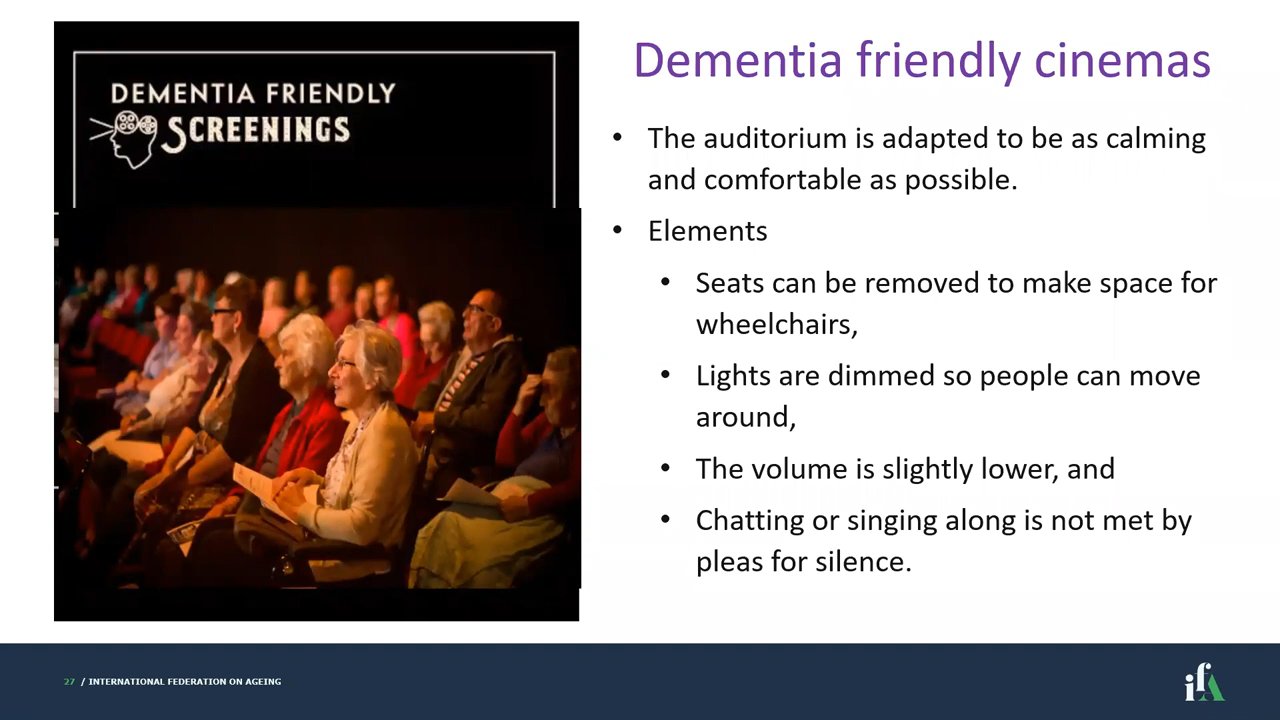 DEMENTIA FRIENDLY
SCREENINGS
Dementia friendly cinemas
• The auditorium is adapted to be as calming
and comfortable as possible.
• Elements
• Seats can be removed to make space for
wheelchairs,
• Lights are dimmed so people can move
around,
• The volume is slightly lower, and
• Chatting or singing along is not met by
pleas for silence.
27 / INTERNATIONAL FEDERATION ON AGEING
ifA